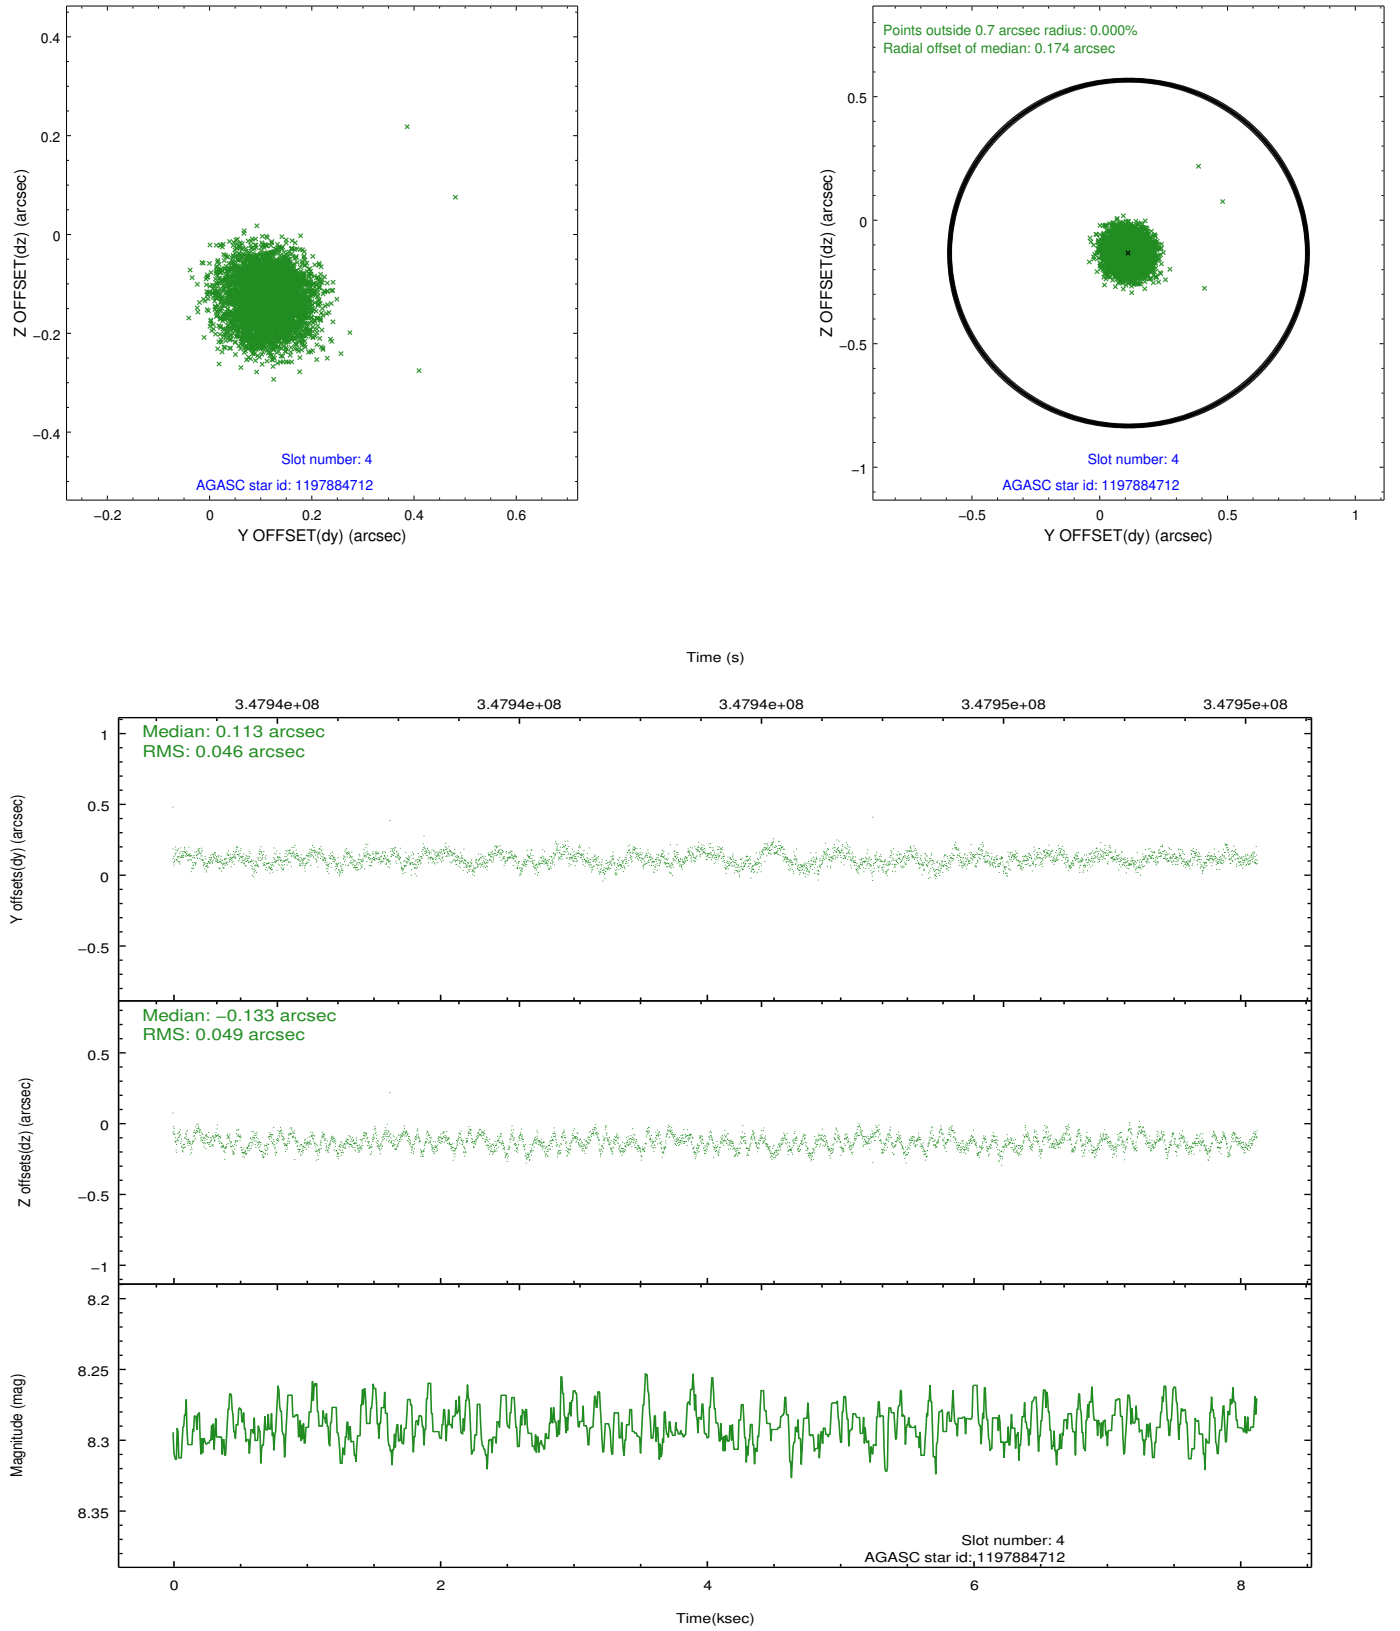 0.4
0.2
0
−0.2
−0.4
Z OFFSET(dz) (arcsec)
Slot number: 4
AGASC star id: 1197884712
−0.2 0 0.2 0.4 0.6
Y OFFSET(dy) (arcsec)
Points outside 0.7 arcsec radius: 0.000%
Radial offset of median: 0.174 arcsec
0.5
0
−0.5
−1
Z OFFSET(dz) (arcsec)
Slot number: 4
AGASC star id: 1197884712
−0.5 0 0.5 1
Y OFFSET(dy) (arcsec)
Time (s)
3.4794e+08 3.4794e+08 3.4794e+08 3.4795e+08 3.4795e+08
Median: 0.113 arcsec
RMS: 0.046 arcsec
1
0.5
0
−0.5
Y offsets(dy) (arcsec)
Median: −0.133 arcsec
RMS: 0.049 arcsec
0.5
0
−0.5
−1
Z offsets(dz) (arcsec)
8.2
8.25
8.3
8.35
Magnitude (mag)
Slot number: 4
AGASC star id: 1197884712
0 2 4 6 8
Time(ksec)